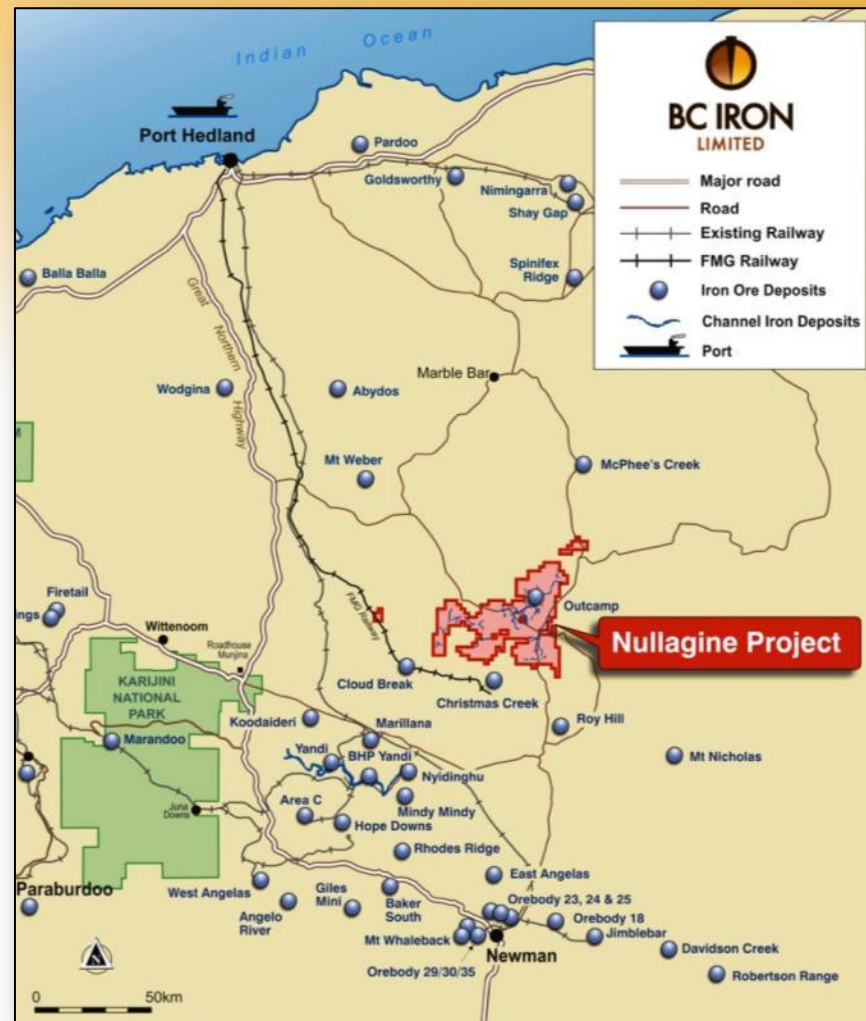 Indian Ocean
Port Hedland
Pardoo
Goldsworthy
Nimingarra
Shay Gap
Balla Balla
Spinifex
Ridge
Great Northern Highway
Wodgina
Abydos
Marble Bar
Mt Weber
McPhee's Creek
BC IRON
LIMITED
Major road
Road
Existing Railway
FMG Railway
Iron Ore Deposits
Channel Iron Deposits
Port
Firetail
ings
Wittenoom
Roadhouse
Munjina
FMG Railway
Outcamp
Nullagine Project
KARIJINI
NATIONAL
PARK
Cloud Break
Christmas Creek
Koodaideri
Marillana
Roy Hill
Marandoo
Yandi
BHP Yandi
Nyidinghu
Mt Nicholas
Juna
Downs
Area C
Mindy Mindy
Hope Downs
Rhodes Ridge
Paraburdoo
West Angelas
East Angelas
Angelo
River
Giles
Mini
Baker
South
Orebody 23, 24 & 25
Orebody 18
Mt Whaleback
Jimblebar
Newman
Davidson Creek
Orebody 29/30/35
Robertson Range
N
0 50km